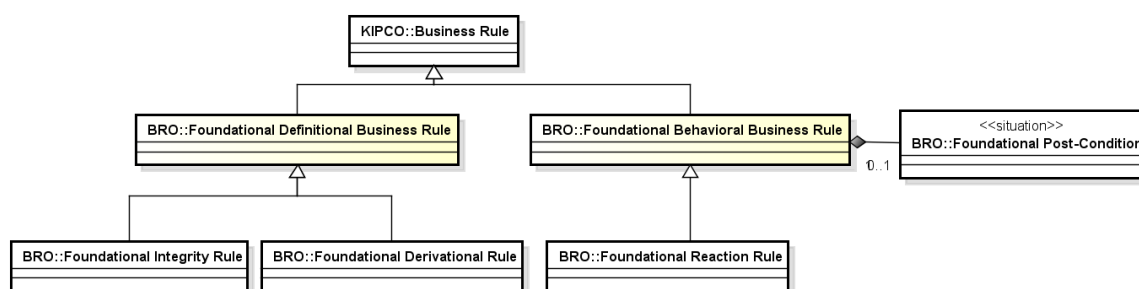 KIPCO::Business Rule
BRO::Foundational Definitional Business Rule
BRO::Foundational Behavioral Business Rule
<<situation>>
BRO::Foundational Post-Condition
0..1
BRO::Foundational Integrity Rule
BRO::Foundational Derivational Rule
BRO::Foundational Reaction Rule